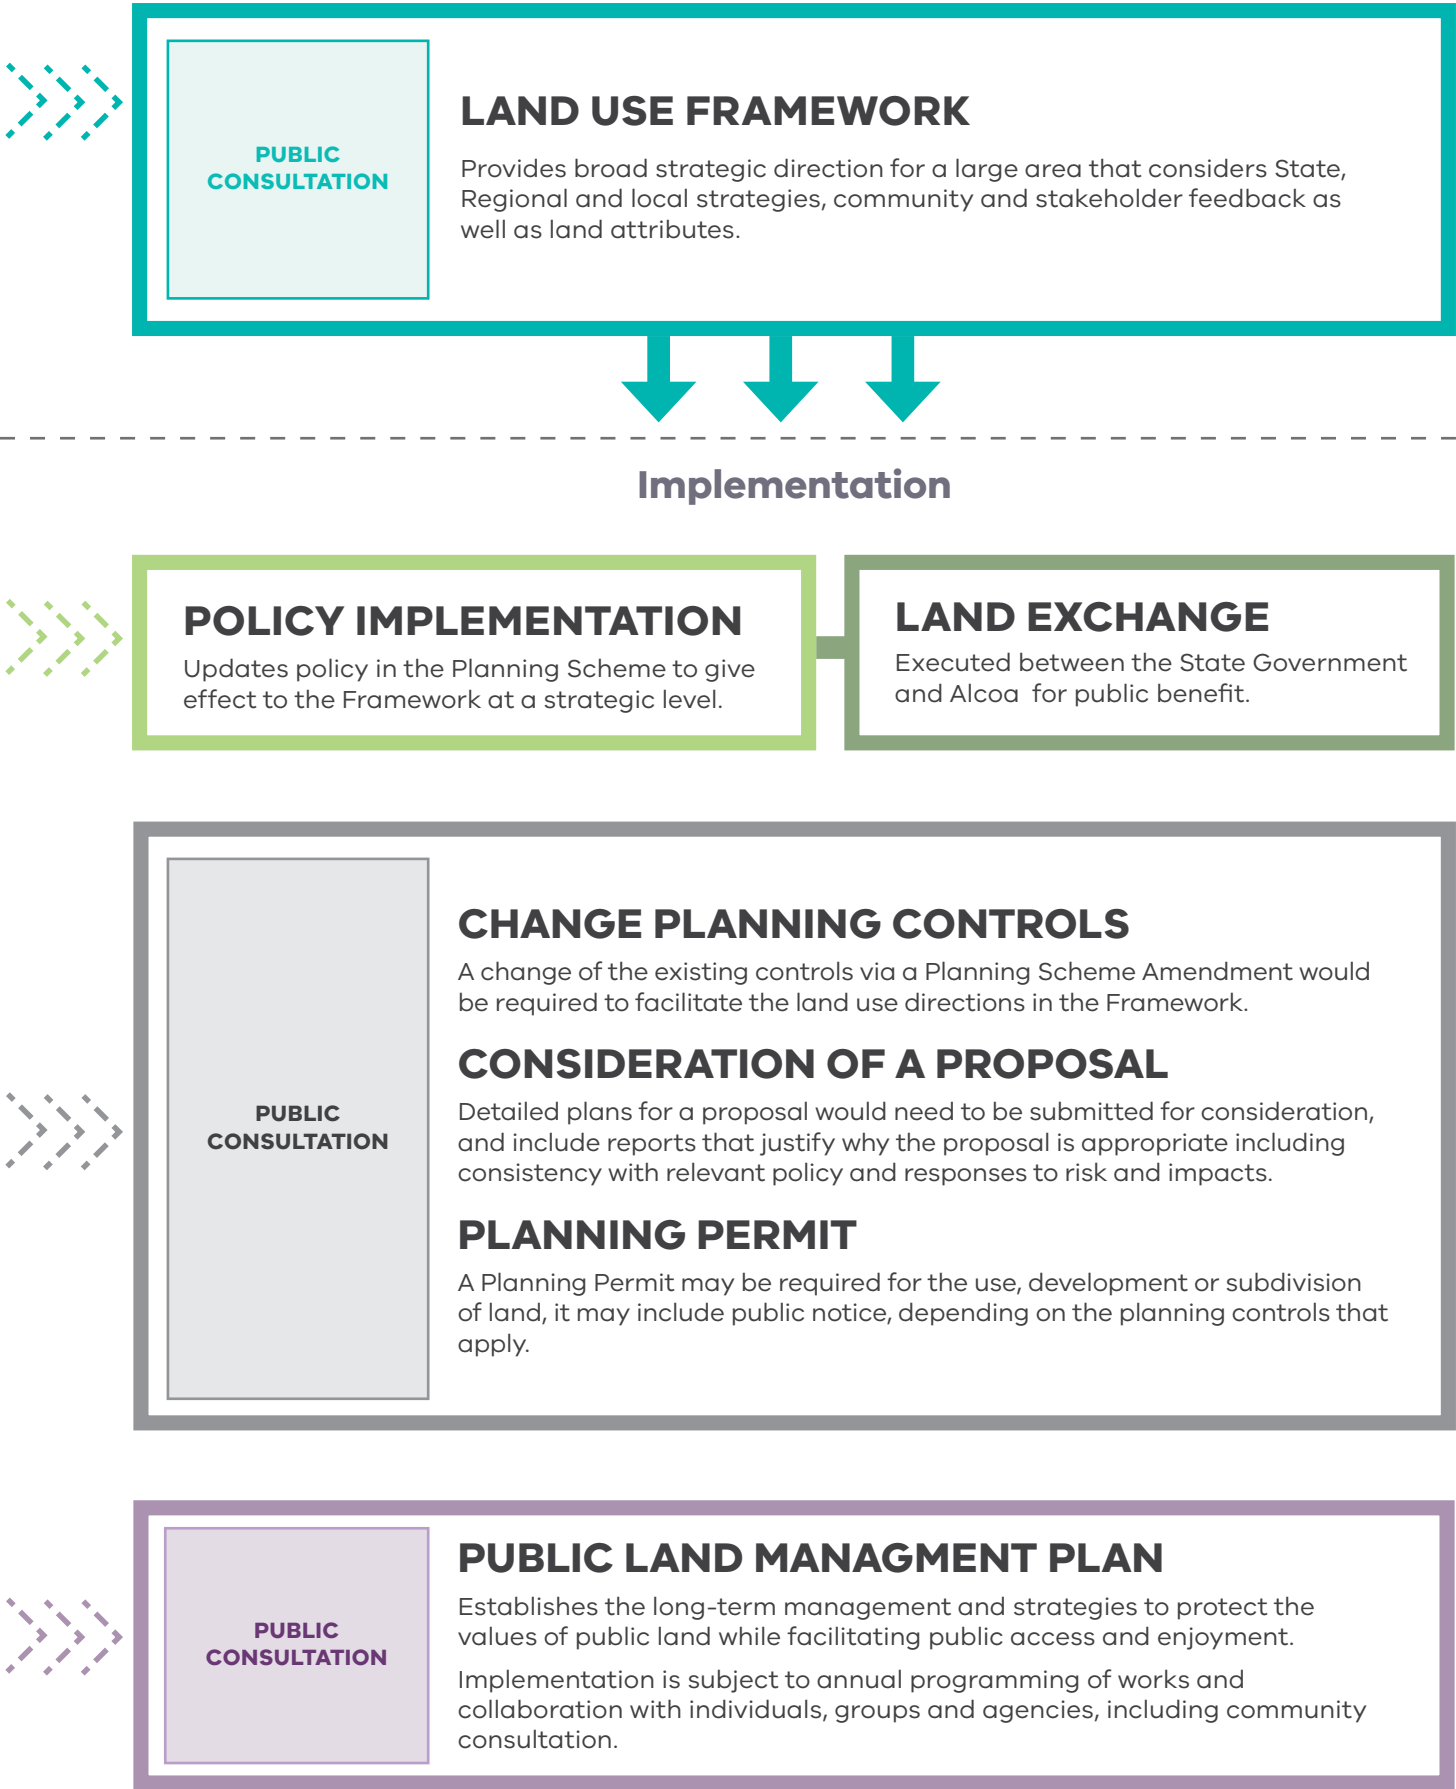 PUBLIC
CONSULTATION
LAND USE FRAMEWORK
Provides broad strategic direction for a large area that considers State,
Regional and local strategies, community and stakeholder feedback as
well as land attributes.
Implementation
POLICY IMPLEMENTATION
Updates policy in the Planning Scheme to give
effect to the Framework at a strategic level.
LAND EXCHANGE
Executed between the State Government
and Alcoa for public benefit.
PUBLIC
CONSULTATION
CHANGE PLANNING CONTROLS
A change of the existing controls via a Planning Scheme Amendment would
be required to facilitate the land use directions in the Framework.
CONSIDERATION OF A PROPOSAL
Detailed plans for a proposal would need to be submitted for consideration,
and include reports that justify why the proposal is appropriate including
consistency with relevant policy and responses to risk and impacts.
PLANNING PERMIT
A Planning Permit may be required for the use, development or subdivision
of land, it may include public notice, depending on the planning controls that
apply.
PUBLIC
CONSULTATION
PUBLIC LAND MANAGMENT PLAN
Establishes the long-term management and strategies to protect the
values of public land while facilitating public access and enjoyment.
Implementation is subject to annual programming of works and
collaboration with individuals, groups and agencies, including community
consultation.